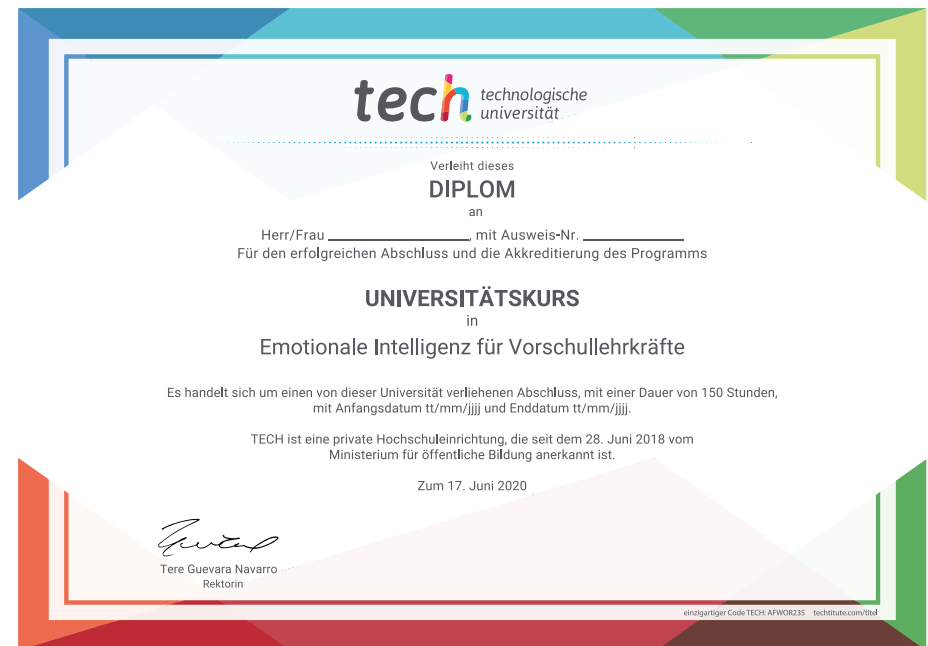 tech technologische
universität
Verleiht dieses
DIPLOM
an
Herr/Frau ____________________, mit Ausweis-Nr. ______________
Für den erfolgreichen Abschluss und die Akkreditierung des Programms
UNIVERSITÄTSKURS
in
Emotionale Intelligenz für Vorschullehrkräfte
Es handelt sich um einen von dieser Universität verliehenen Abschluss, mit einer Dauer von 150 Stunden,
mit Anfangsdatum tt/mm/jjjj und Enddatum tt/mm/jjjj.
TECH ist eine private Hochschuleinrichtung, die seit dem 28. Juni 2018 vom
Ministerium für öffentliche Bildung anerkannt ist.
Zum 17. Juni 2020
Tere Guevara Navarro
Rektorin
einzigartiger Code TECH: AFWOR23S techtitute.com/titel